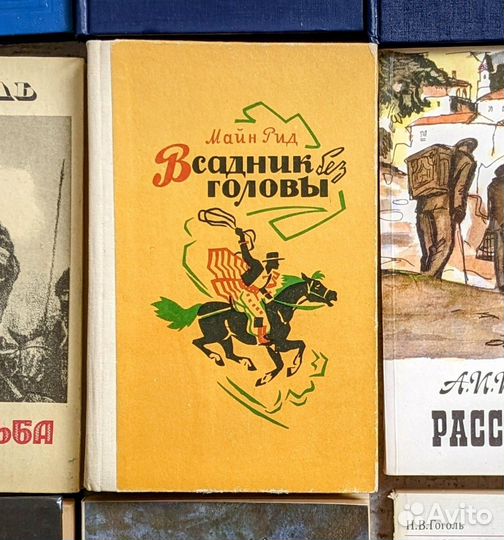 Майн Рид
Всадник без
головы
ЬБА
А.И.
РАСС
Н.В.Гоголь
Avito